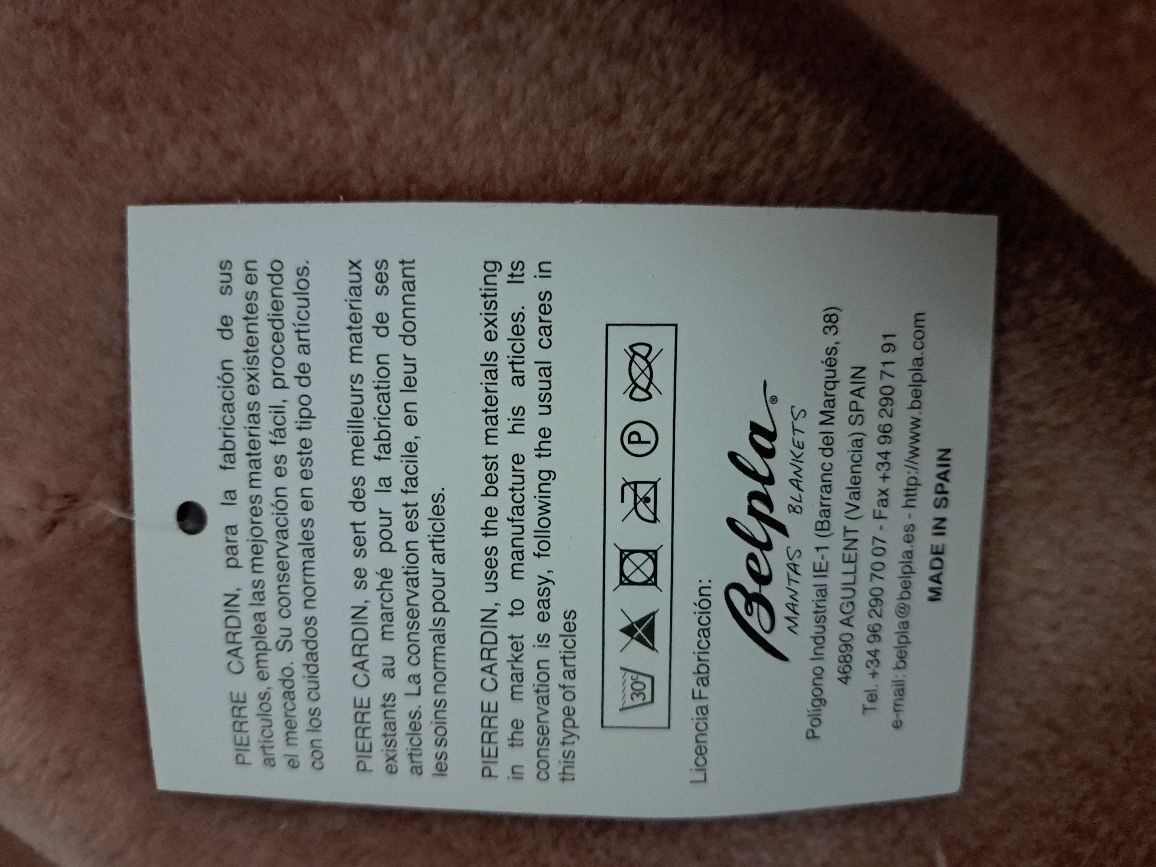 PIERRE CARDIN, para la fabricación de sus
artículos, emplea las mejores materias existentes en
el mercado. Su conservación es fácil, procediendo
con los cuidados normales en este tipo de artículos.
PIERRE CARDIN, se sert des meilleurs materiaux
existants au marché pour la fabrication de ses
articles. La conservation est facile, en leur donnant
les soins normals pour articles.
PIERRE CARDIN, uses the best materials existing
in the market to manufacture his articles. Its
conservation is easy, following the usual cares in
this type of articles
30º P
Licencia Fabricación:
Belpla®
MANTAS BLANKETS
Polígono Industrial IE-1 (Barranc del Marqués, 38)
46890 AGULLENT (Valencia) SPAIN
Tel. +34 96 290 70 07 - Fax +34 96 290 71 91
e-mail: belpla@belpla.es - http://www.belpla.com
MADE IN SPAIN